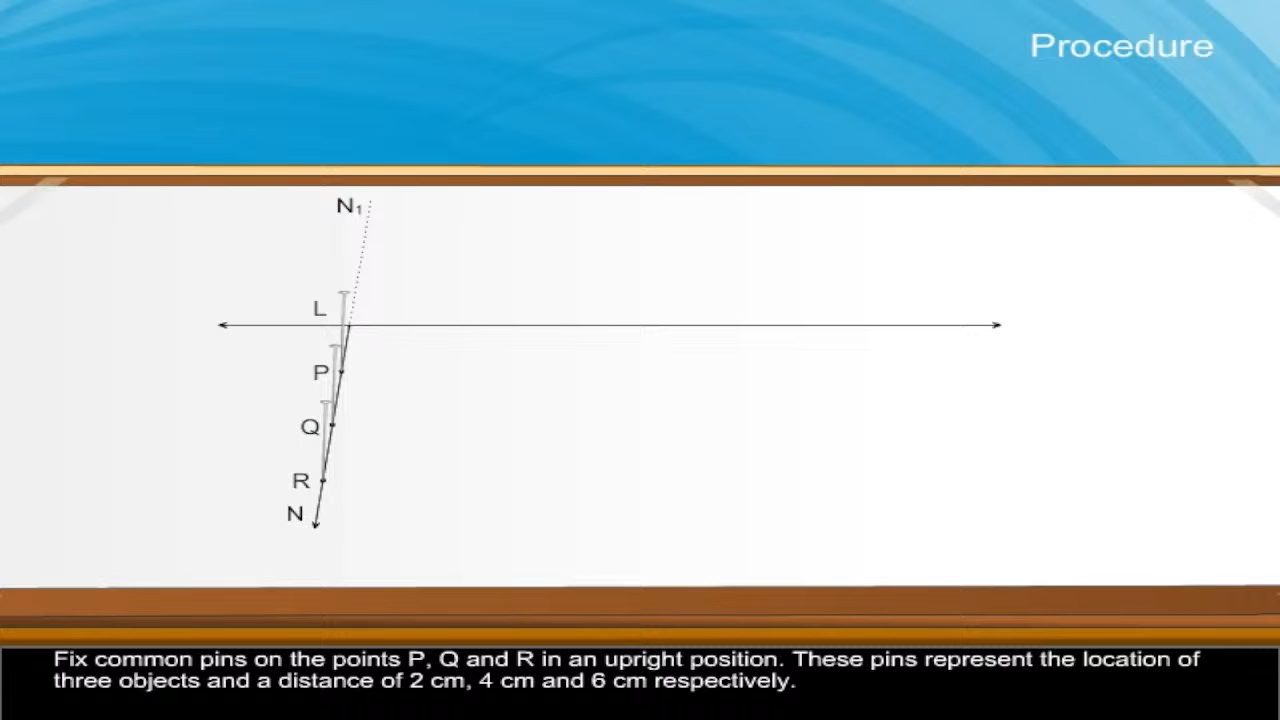 Procedure
N₁
L
P
Q
R
N
Fix common pins on the points P, Q and R in an upright position. These pins represent the location of
three objects and a distance of 2 cm, 4 cm and 6 cm respectively.